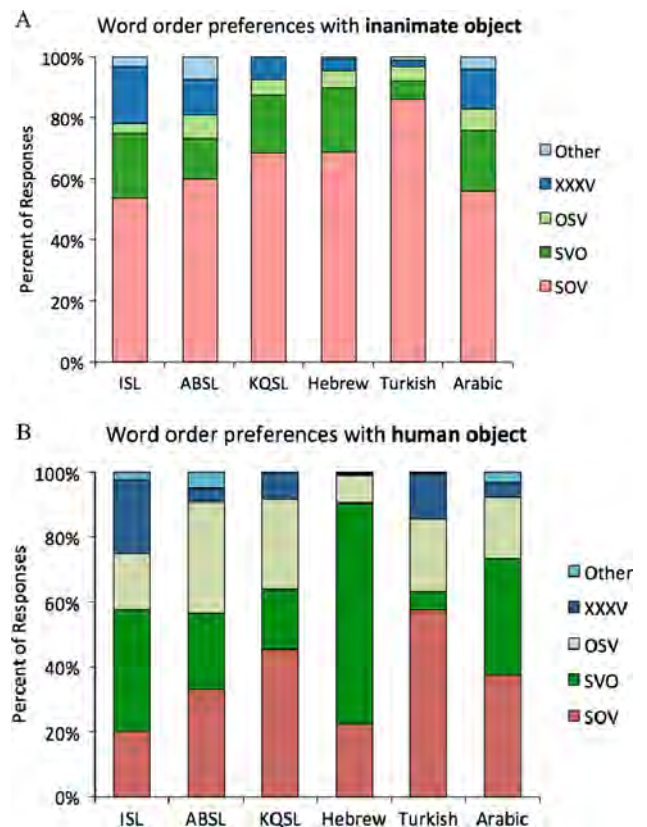 A
Word order preferences with inanimate object
Percent of Responses
100%
80%
60%
40%
20%
0%
ISL ABSL KQSL Hebrew Turkish Arabic
Other
XXXV
OSV
SVO
SOV
B
Word order preferences with human object
Percent of Responses
100%
80%
60%
40%
20%
0%
ISL ABSL KQSL Hebrew Turkish Arabic
Other
XXXV
OSV
SVO
SOV